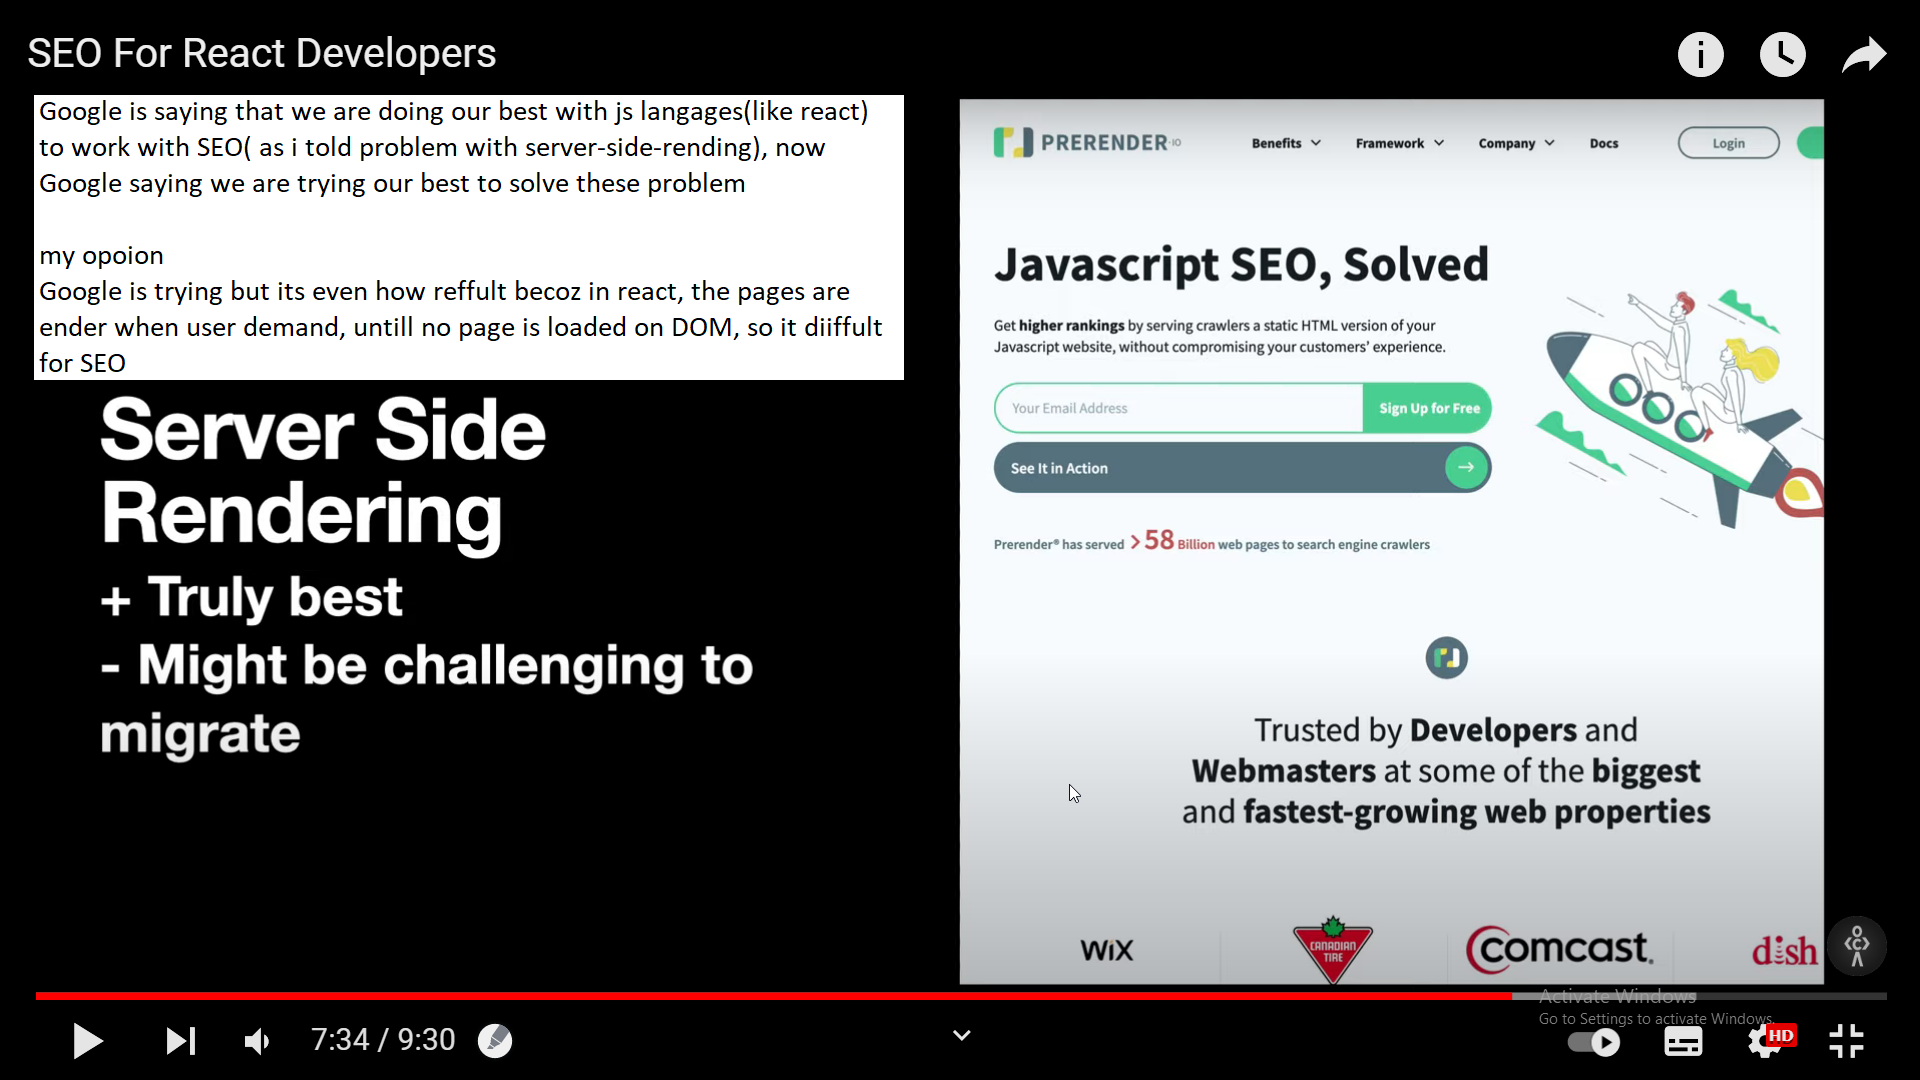 SEO For React Developers
Google is saying that we are doing our best with js langages(like react)
to work with SEO( as i told problem with server-side-rending), now
Google saying we are trying our best to solve these problem
my opoion
Google is trying but its even how reffult becoz in react, the pages are
ender when user demand, untill no page is loaded on DOM, so it diiffult
for SEO
Server Side
Rendering
+ Truly best
- Might be challenging to
migrate
PRERENDER.IO
Benefits
Framework
Company
Docs
Login
Javascript SEO, Solved
Get higher rankings by serving crawlers a static HTML version of your
Javascript website, without compromising your customers' experience.
Your Email Address
Sign Up for Free
See It in Action
Prerender® has served >58 Billion web pages to search engine crawlers
Trusted by Developers and
Webmasters at some of the biggest
and fastest-growing web properties
WiX
CANADIAN
TIRE
comcast.
dish
Activate Windows
Go to Settings to activate Windows.
7:34 / 9:30
HD